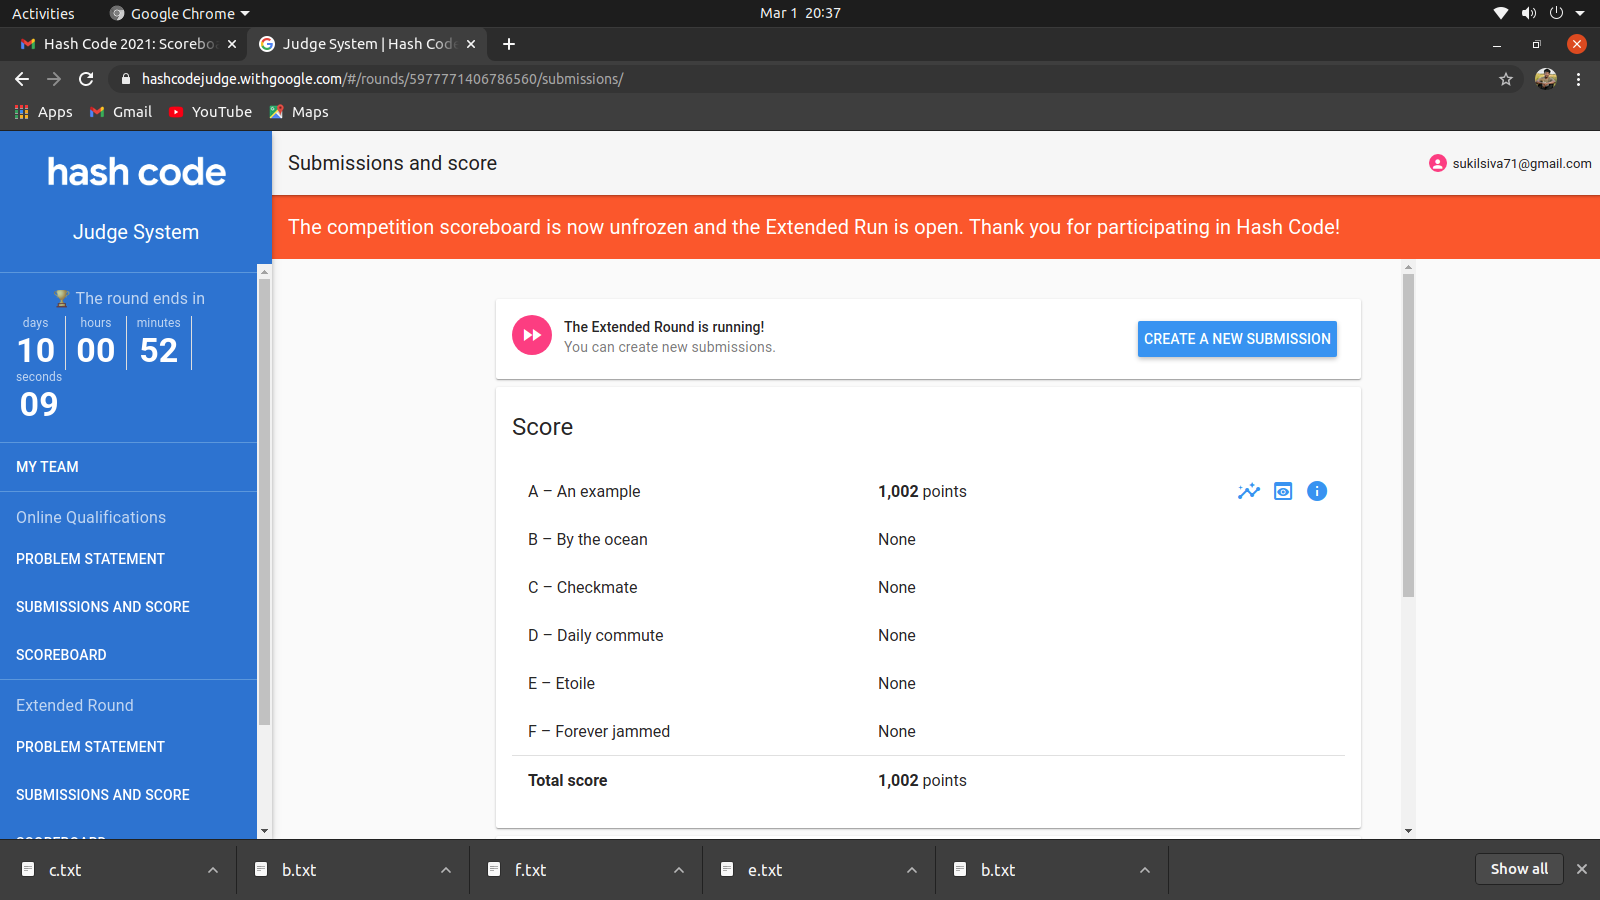 Activities
Google Chrome
Mar 1 20:37
Hash Code 2021: Scorebo
Judge System | Hash Code
hashcodejudge.withgoogle.com/#/rounds/5977771406786560/submissions/
Apps
Gmail
YouTube
Maps
hash code
Judge System
The round ends in
days hours minutes
10 00 52
seconds
09
MY TEAM
Online Qualifications
PROBLEM STATEMENT
SUBMISSIONS AND SCORE
SCOREBOARD
Extended Round
PROBLEM STATEMENT
SUBMISSIONS AND SCORE
SCOREBOARD
Submissions and score
sukilsiva71@gmail.com
The competition scoreboard is now unfrozen and the Extended Run is open. Thank you for participating in Hash Code!
The Extended Round is running!
You can create new submissions.
CREATE A NEW SUBMISSION
Score
A – An example 1,002 points
B – By the ocean None
C – Checkmate None
D – Daily commute None
E – Etoile None
F – Forever jammed None
Total score 1,002 points
c.txt
b.txt
f.txt
e.txt
b.txt
Show all